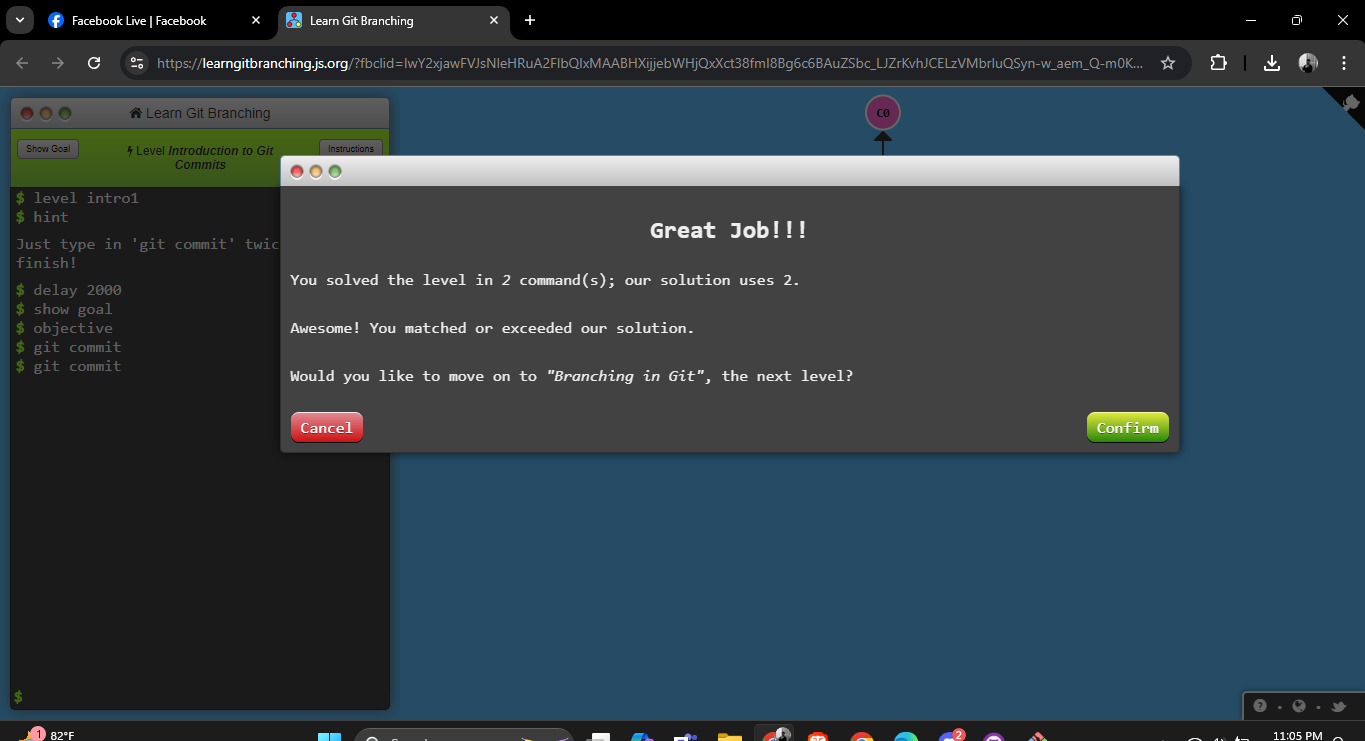 Facebook Live | Facebook
Learn Git Branching
https://learngitbranching.js.org/?fbclid=IwY2xjawFVJsNleHRuA2FlbQIxMAABHXijjebWHjQxXct38fmI8Bg6c6BAuZSbc_LJZrKvhJCELzVMbrluQSyn-w_aem_Q-m0K...
Learn Git Branching
Show Goal
Level Introduction to Git
Commits
Instructions
$ level intro1
$ hint
Just type in 'git commit' twic
finish!
$ delay 2000
$ show goal
$ objective
$ git commit
$ git commit
$
C0
Great Job!!!
You solved the level in 2 command(s); our solution uses 2.
Awesome! You matched or exceeded our solution.
Would you like to move on to "Branching in Git", the next level?
Cancel
Confirm
1
82°F
2
11:05 PM